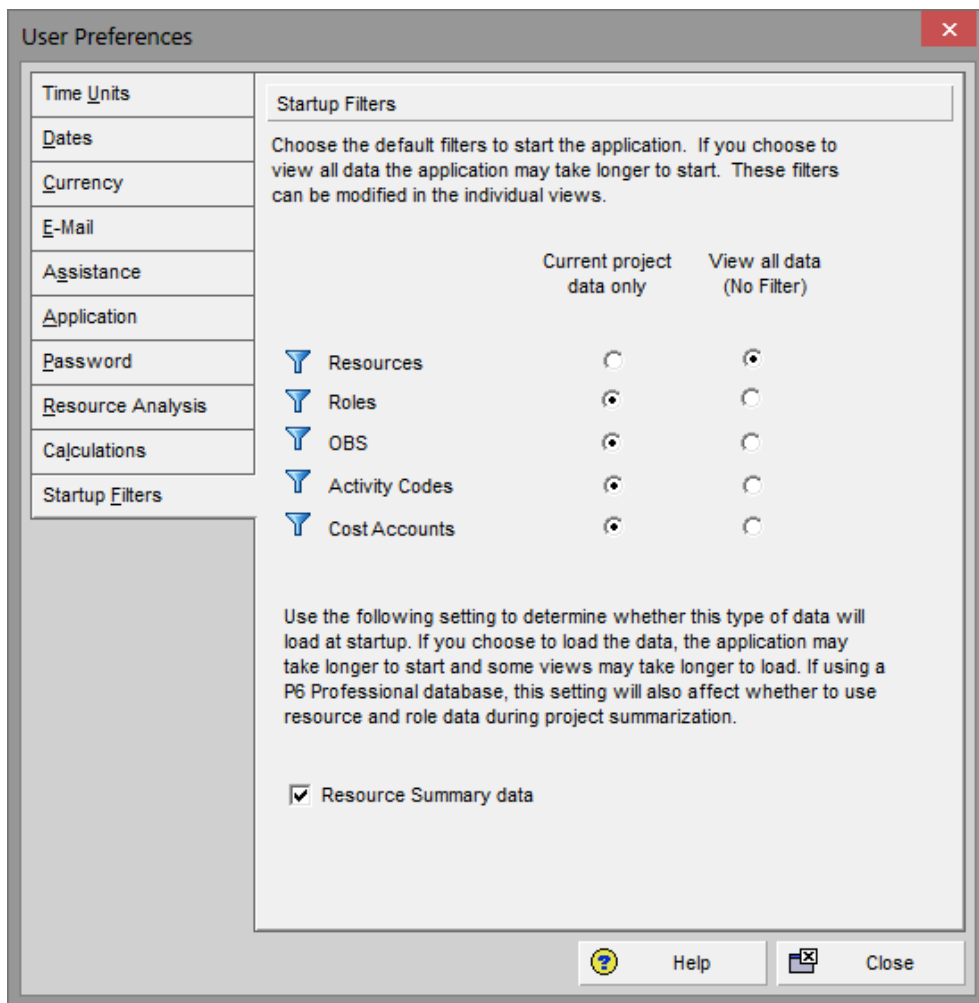 User Preferences
Time Units
Dates
Currency
E-Mail
Assistance
Application
Password
Resource Analysis
Calculations
Startup Filters
Startup Filters
Choose the default filters to start the application. If you choose to
view all data the application may take longer to start. These filters
can be modified in the individual views.
Current project
data only
View all data
(No Filter)
Resources
Roles
OBS
Activity Codes
Cost Accounts
Use the following setting to determine whether this type of data will
load at startup. If you choose to load the data, the application may
take longer to start and some views may take longer to load. If using a
P6 Professional database, this setting will also affect whether to use
resource and role data during project summarization.
Resource Summary data
Help
Close